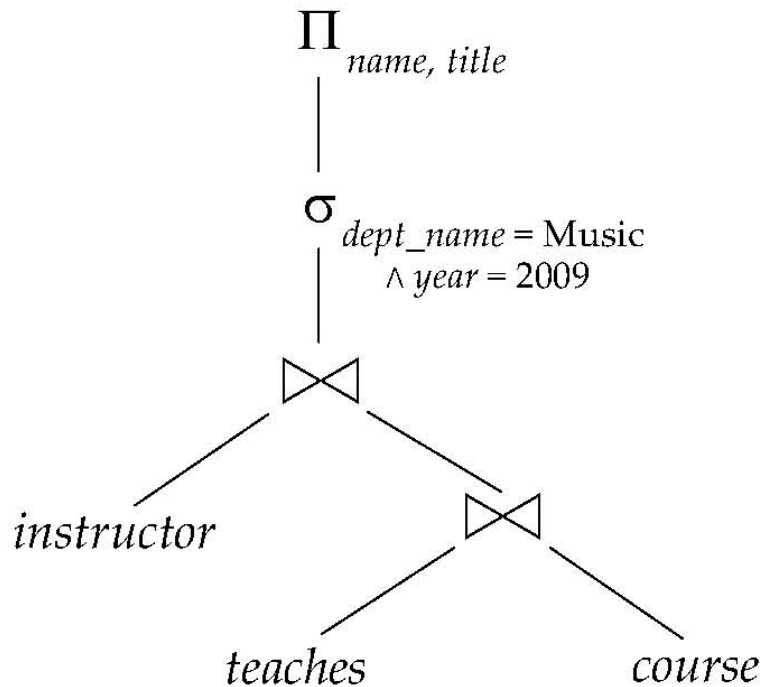 Π name, title
σ dept_name = Music
∧ year = 2009
⋈
instructor
⋈
teaches course